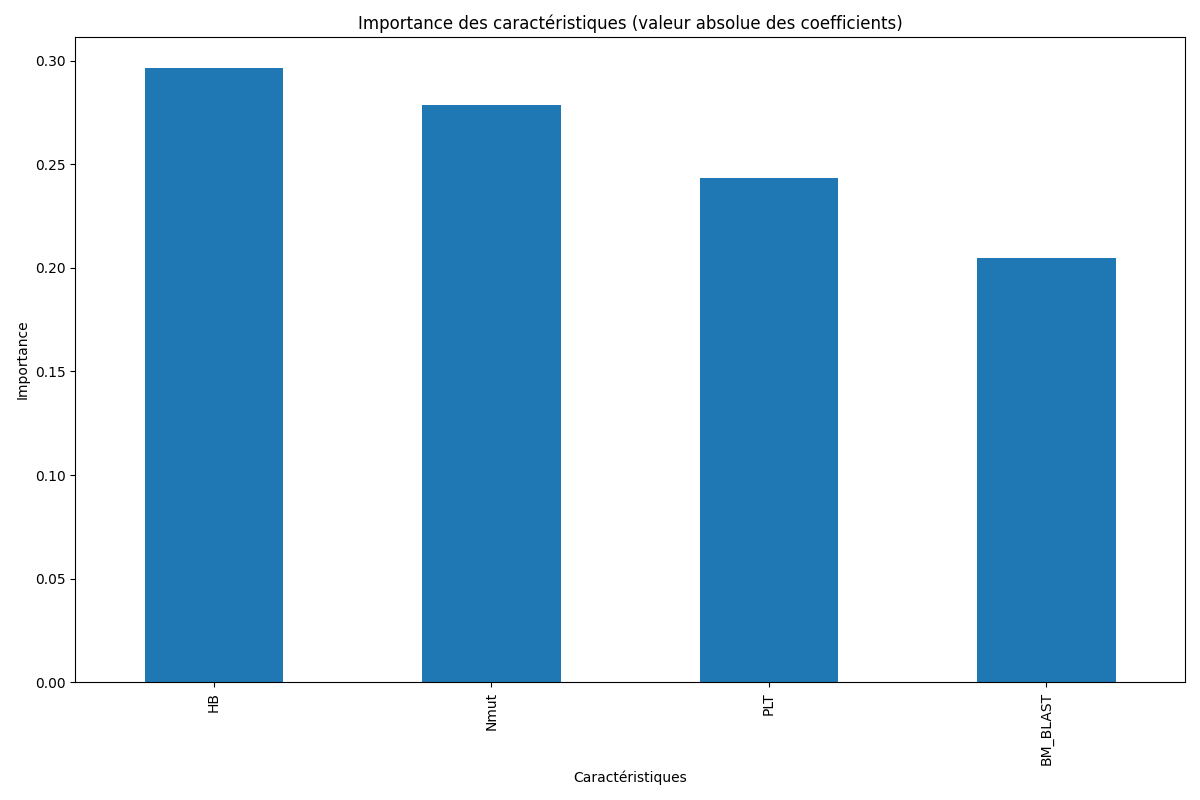 Importance des caractéristiques (valeur absolue des coefficients)
0.30
0.25
0.20
0.15
0.10
0.05
0.00
Importance
HB
Nmut
PLT
BM_BLAST
Caractéristiques